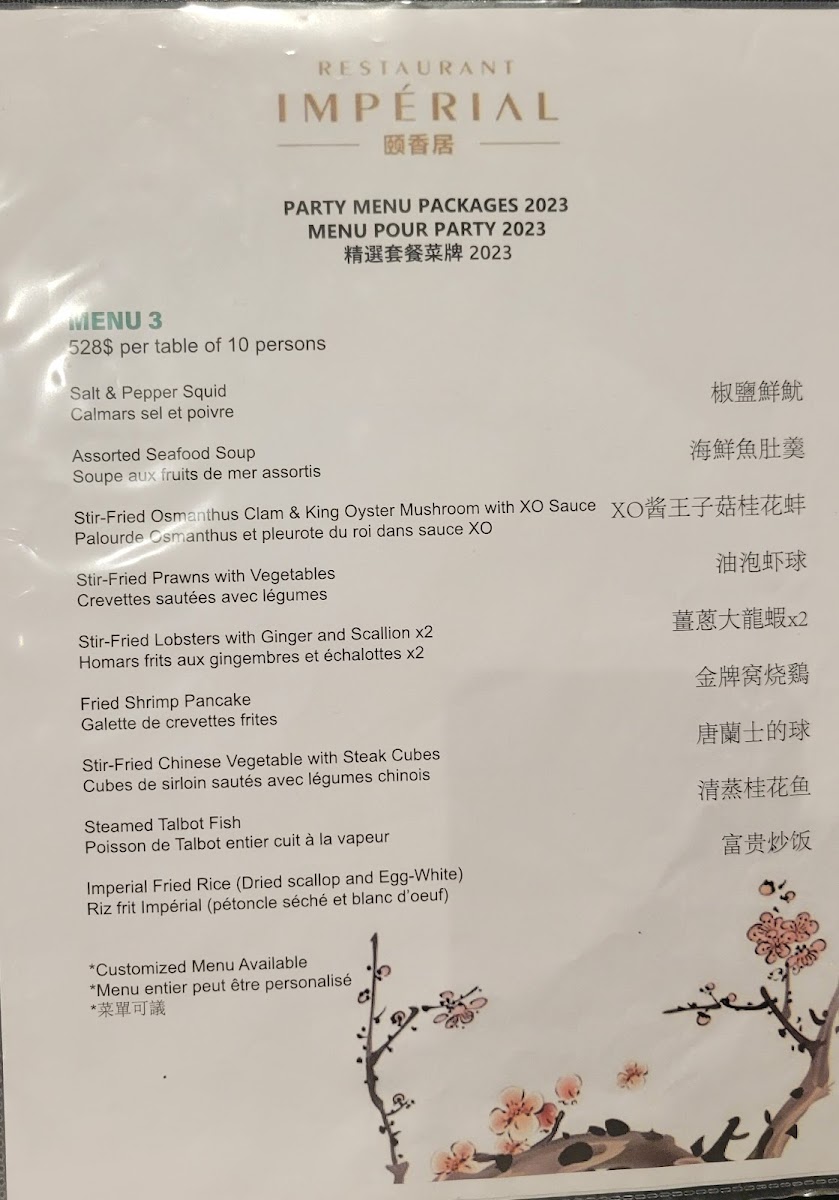 RESTAURANT
IMPÉRIAL
頤香居
PARTY MENU PACKAGES 2023
MENU POUR PARTY 2023
精選套餐菜牌 2023
MENU 3
528$ per table of 10 persons
Salt & Pepper Squid
Calmars sel et poivre
椒鹽鮮魷
Assorted Seafood Soup
Soupe aux fruits de mer assortis
海鮮魚肚羹
Stir-Fried Osmanthus Clam & King Oyster Mushroom with XO Sauce
Palourde Osmanthus et pleurote du roi dans sauce XO
XO酱王子菇桂花蚌
Stir-Fried Prawns with Vegetables
Crevettes sautées avec légumes
油泡虾球
Stir-Fried Lobsters with Ginger and Scallion x2
Homars frits aux gingembres et échalottes x2
薑蔥大龍蝦x2
Fried Shrimp Pancake
Galette de crevettes frites
金牌窝烧鷄
Stir-Fried Chinese Vegetable with Steak Cubes
Cubes de sirloin sautés avec légumes chinois
唐蘭士的球
Steamed Talbot Fish
Poisson de Talbot entier cuit à la vapeur
清蒸桂花鱼
Imperial Fried Rice (Dried scallop and Egg-White)
Riz frit Impérial (pétoncle séché et blanc d'oeuf)
富贵炒饭
*Customized Menu Available
*Menu entier peut être personalisé
*菜單可議